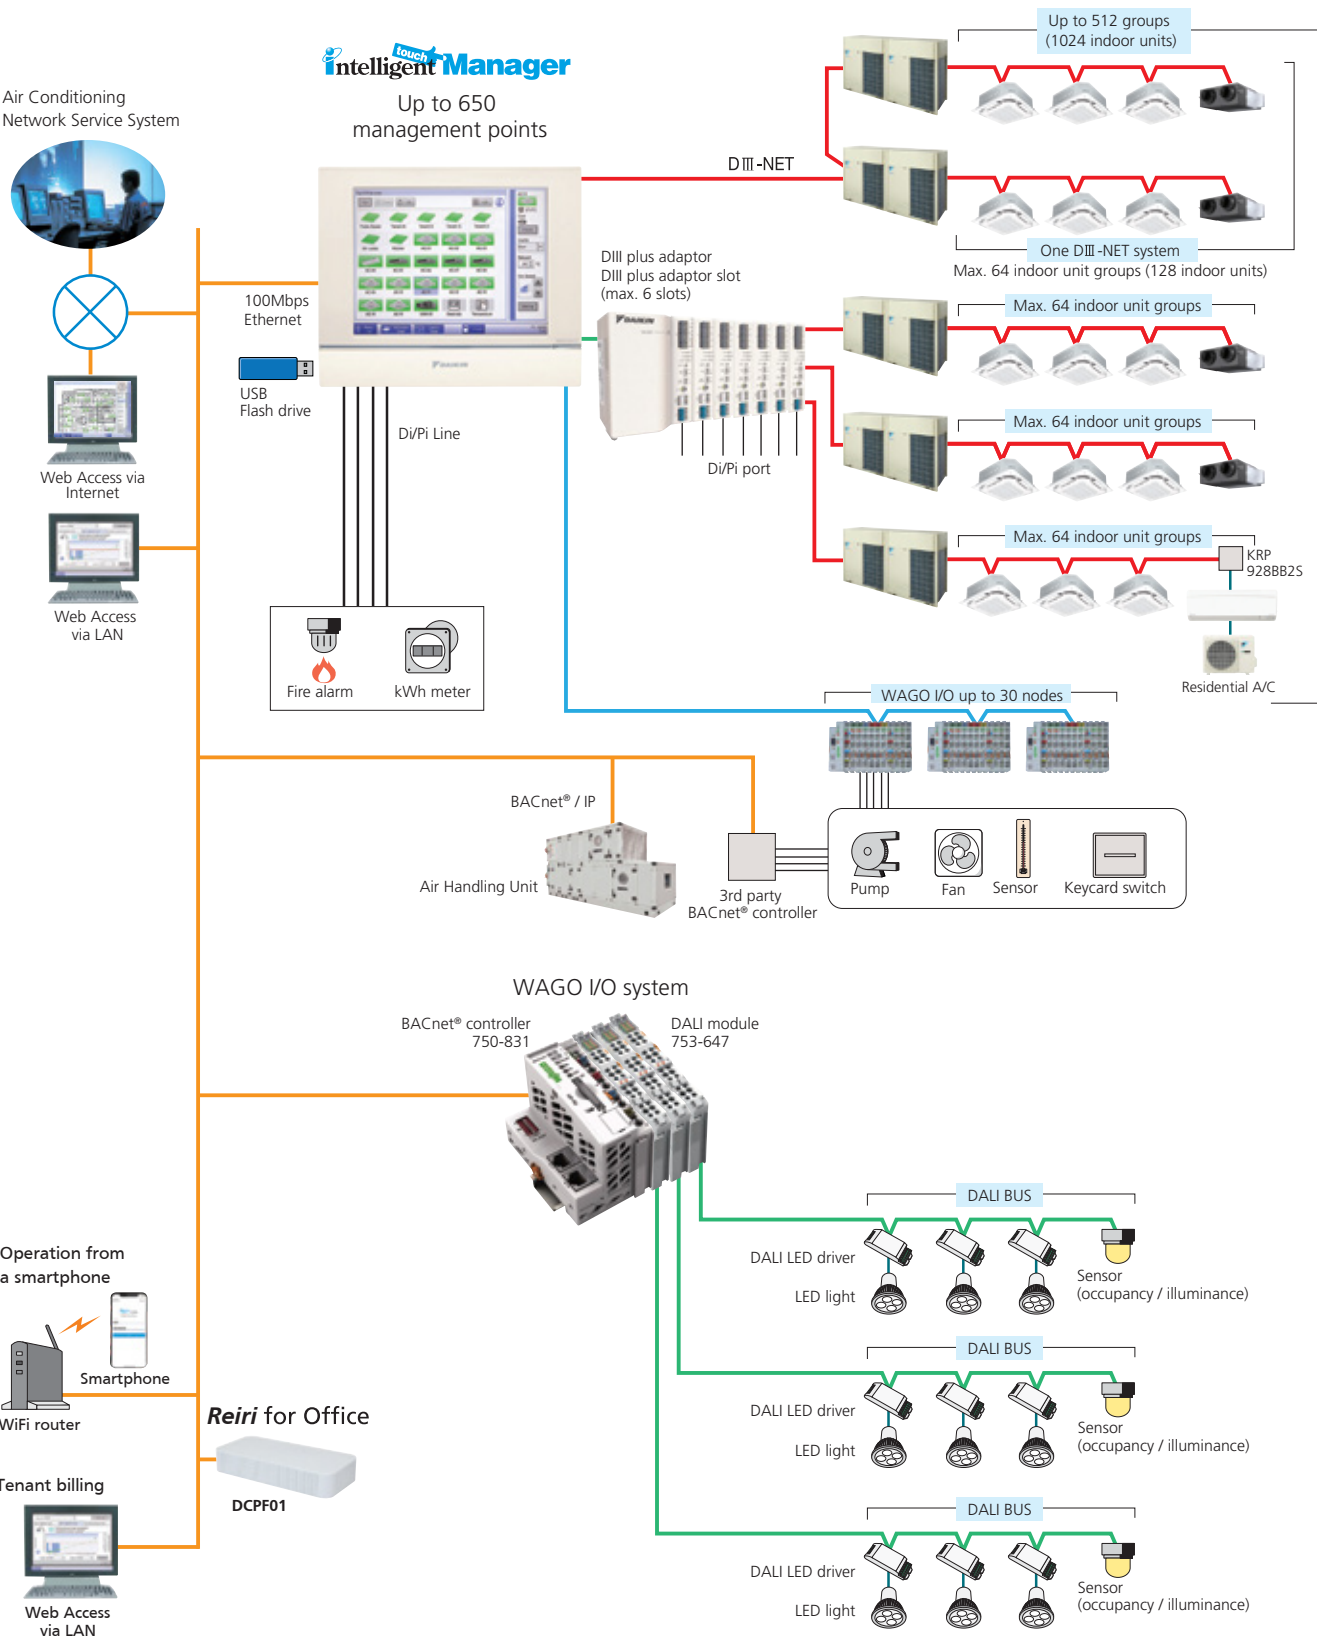 Up to 512 groups
(1024 indoor units)
touch
intelligent Manager
Up to 650
management points
Air Conditioning
Network Service System
DⅢ-NET
One DⅢ-NET system
Max. 64 indoor unit groups (128 indoor units)
DIII plus adaptor
DIII plus adaptor slot
(max. 6 slots)
100Mbps
Ethernet
USB
Flash drive
DAIKIN
DAIKIN
Max. 64 indoor unit groups
Di/Pi Line
Di/Pi port
Max. 64 indoor unit groups
Web Access via
Internet
Max. 64 indoor unit groups
KRP
928BB2S
Web Access
via LAN
Residential A/C
Fire alarm
kWh meter
WAGO I/O up to 30 nodes
BACnet® / IP
Air Handling Unit
3rd party
BACnet® controller
Pump
Fan
Sensor
Keycard switch
WAGO I/O system
BACnet® controller
750-831
DALI module
753-647
DALI BUS
DALI LED driver
LED light
Sensor
(occupancy / illuminance)
Operation from
a smartphone
Smartphone
WiFi router
DALI BUS
DALI LED driver
LED light
Sensor
(occupancy / illuminance)
Reiri for Office
DCPF01
Tenant billing
Web Access
via LAN
DALI BUS
DALI LED driver
LED light
Sensor
(occupancy / illuminance)